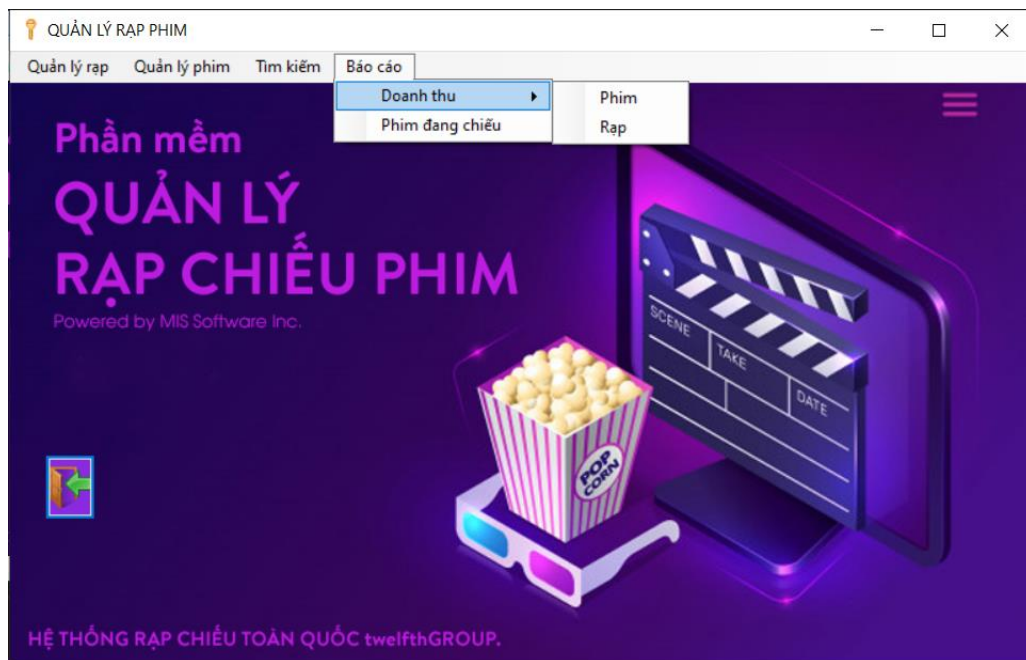 QUẢN LÝ RẠP PHIM
Quản lý rạp Quản lý phim Tìm kiếm Báo cáo
Doanh thu
Phim đang chiếu
Phim
Rạp
Phần mềm
QUẢN LÝ
RẠP CHIẾU PHIM
Powered by MIS Software Inc.
SCENE
TAKE
DATE
POP
CORN
HỆ THỐNG RẠP CHIẾU TOÀN QUỐC twelfthGROUP.